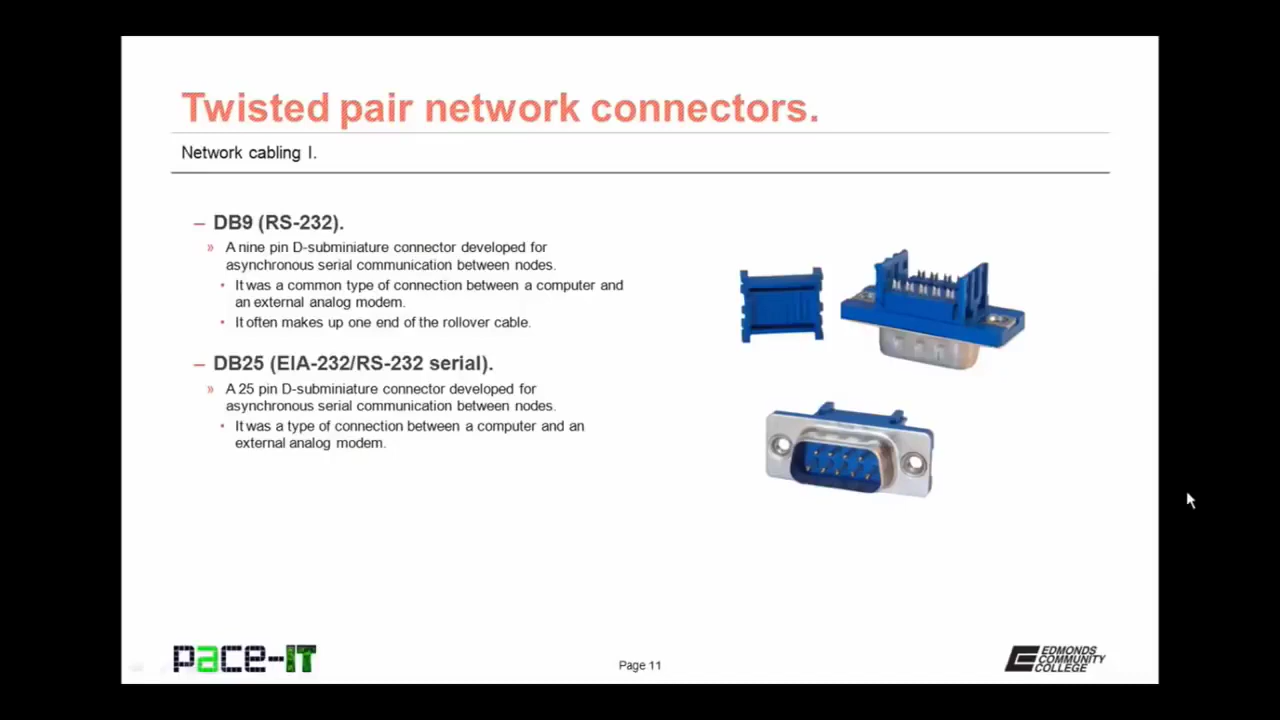 Twisted pair network connectors.
Network cabling I.
– DB9 (RS-232).
» A nine pin D-subminiature connector developed for
asynchronous serial communication between nodes.
• It was a common type of connection between a computer and
an external analog modem.
• It often makes up one end of the rollover cable.
– DB25 (EIA-232/RS-232 serial).
» A 25 pin D-subminiature connector developed for
asynchronous serial communication between nodes.
• It was a type of connection between a computer and an
external analog modem.
pace-IT
Page 11
EDMONDS
COMMUNITY
COLLEGE